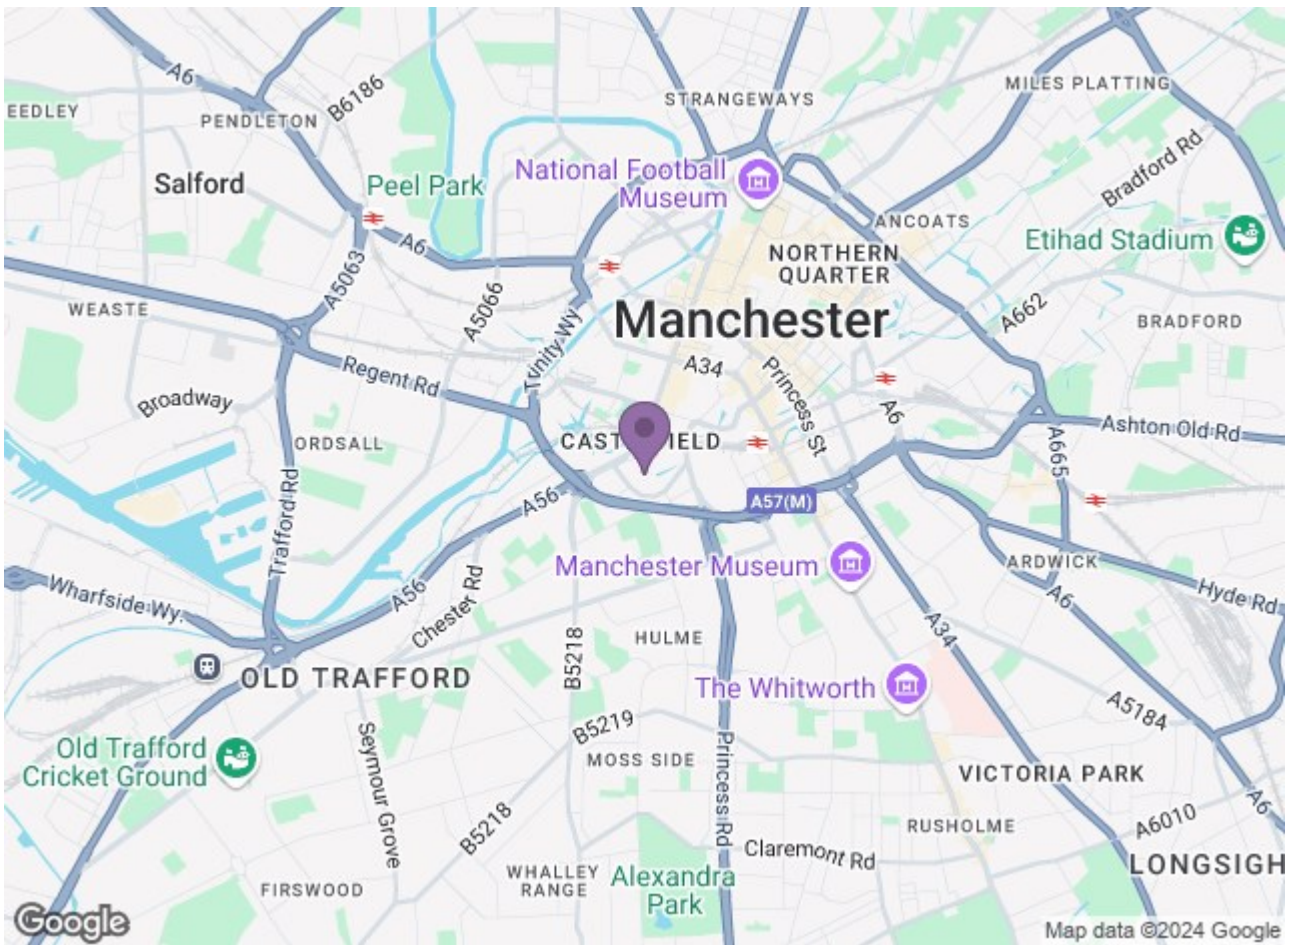 A6
B6186
EEDLEY
PENDLETON
STRANGEWAYS
MILES PLATTING
Salford
Peel Park
National Football
Museum
Bradford Rd
ANCOATS
A6
Etihad Stadium
NORTHERN
QUARTER
A5063
A5066
WEASTE
Trinity Wy
Manchester
A662
BRADFORD
Regent Rd
A34
Princess St
Broadway
A6
Ashton Old Rd
ORDSALL
CAST
FIELD
A665
Trafford Rd
A56
A57(M)
Manchester Museum
ARDWICK
Wharfside Wy.
A56
Chester Rd
Hyde Rd
A6
HULME
A34
B5218
OLD TRAFFORD
The Whitworth
A5184
B5219
Old Trafford
Cricket Ground
Seymour Grove
MOSS SIDE
Princess Rd
VICTORIA PARK
A6
B5218
RUSHOLME
A6010
Claremont Rd
LONGSIGH
WHALLEY
RANGE
Alexandra
Park
FIRSWOOD
Google
Map data ©2024 Google